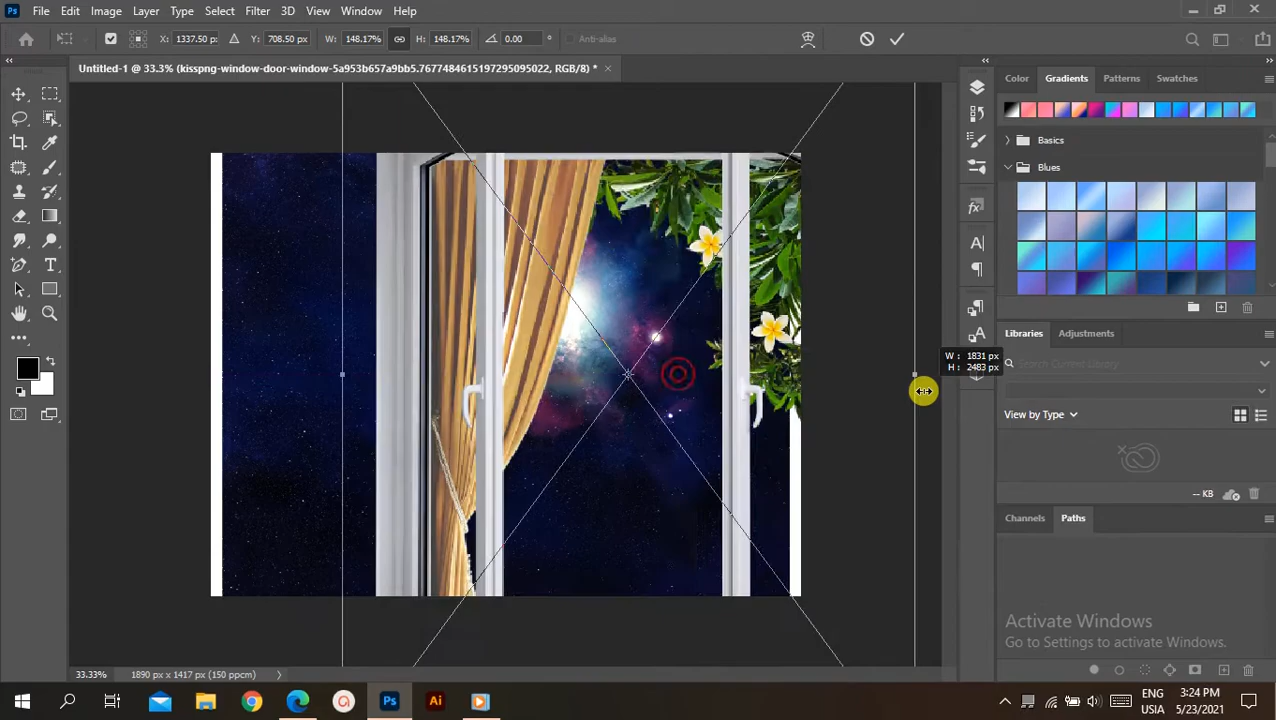 Ps File Edit Image Layer Type Select Filter 3D View Window Help
X: 1337.50 p: Y: 708.50 px W: 148.17% H: 148.17% 0.00 Anti-alias
Untitled-1 @ 33.3% (kisspng-window-door-window-5a953b657a9bb5.7677484615197295095022, RGB/8) *
Color Gradients Patterns Swatches
Basics
Blues
Libraries Adjustments
Search Current Library
W : 1831 px
H : 2483 px
View by Type
-- KB
Channels Paths
Activate Windows
Go to Settings to activate Windows.
33.33% 1890 px x 1417 px (150 ppcm)
Ps Ai
ENG
USIA
3:24 PM
5/23/2021